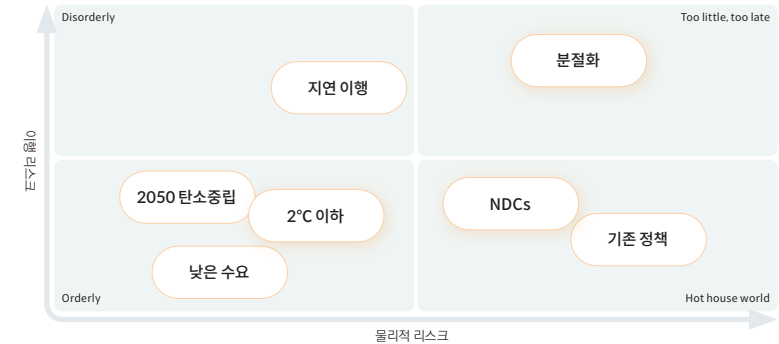 Disorderly
Too little, too late
분절화
지연 이행
이행 리스크
2050 탄소중립
2°C 이하
NDCs
기존 정책
낮은 수요
Orderly
Hot house world
물리적 리스크